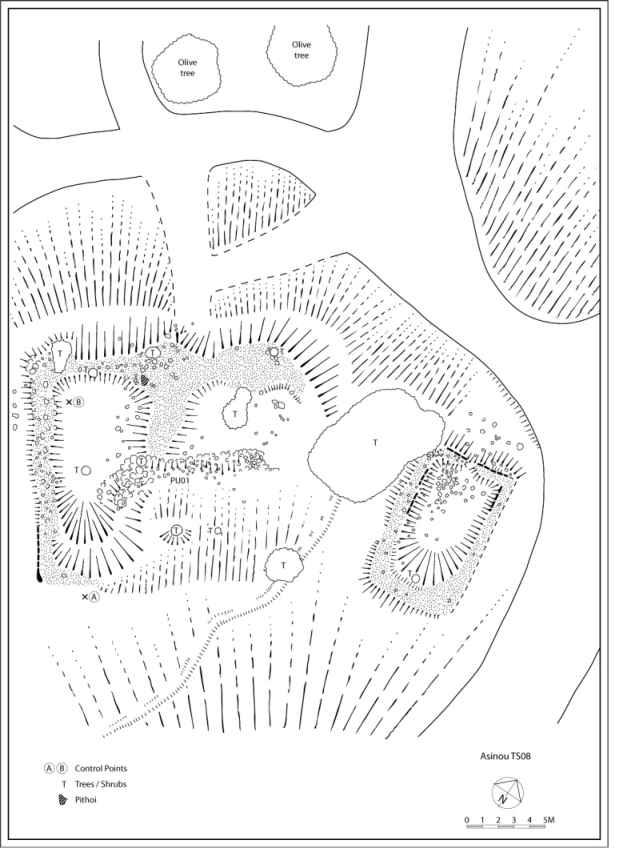 Olive
tree
Olive
tree
T
T
T
T
B
T
T
T
T
PU01
T
T
T
T
A
Asinou TS08
A B Control Points
T Trees / Shrubs
Pithoi
N
0 1 2 3 4 5M